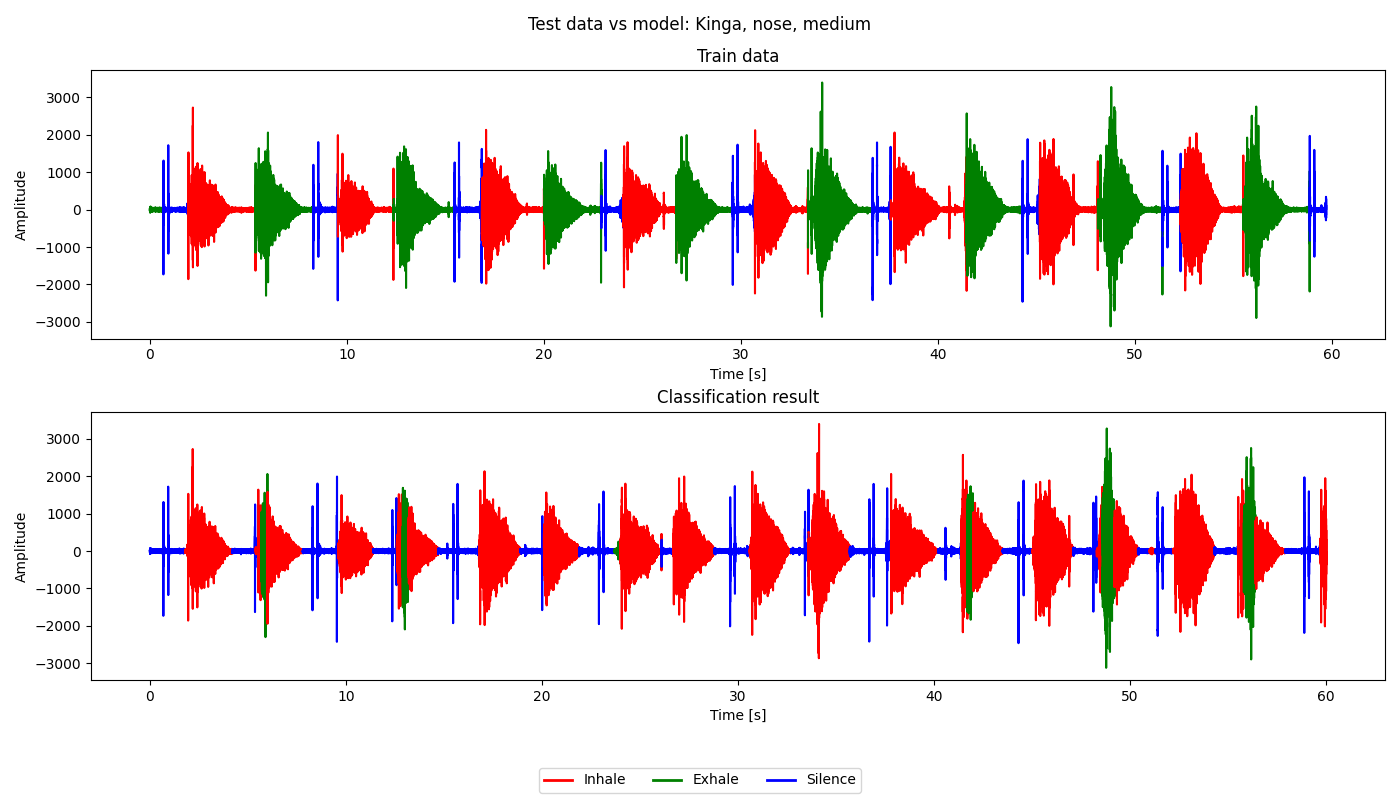 Test data vs model: Kinga, nose, medium
Train data
Amplitude
3000
2000
1000
0
−1000
−2000
−3000
0 10 20 30 40 50 60
Time [s]
Classification result
Amplitude
3000
2000
1000
0
−1000
−2000
−3000
0 10 20 30 40 50 60
Time [s]
Inhale Exhale Silence